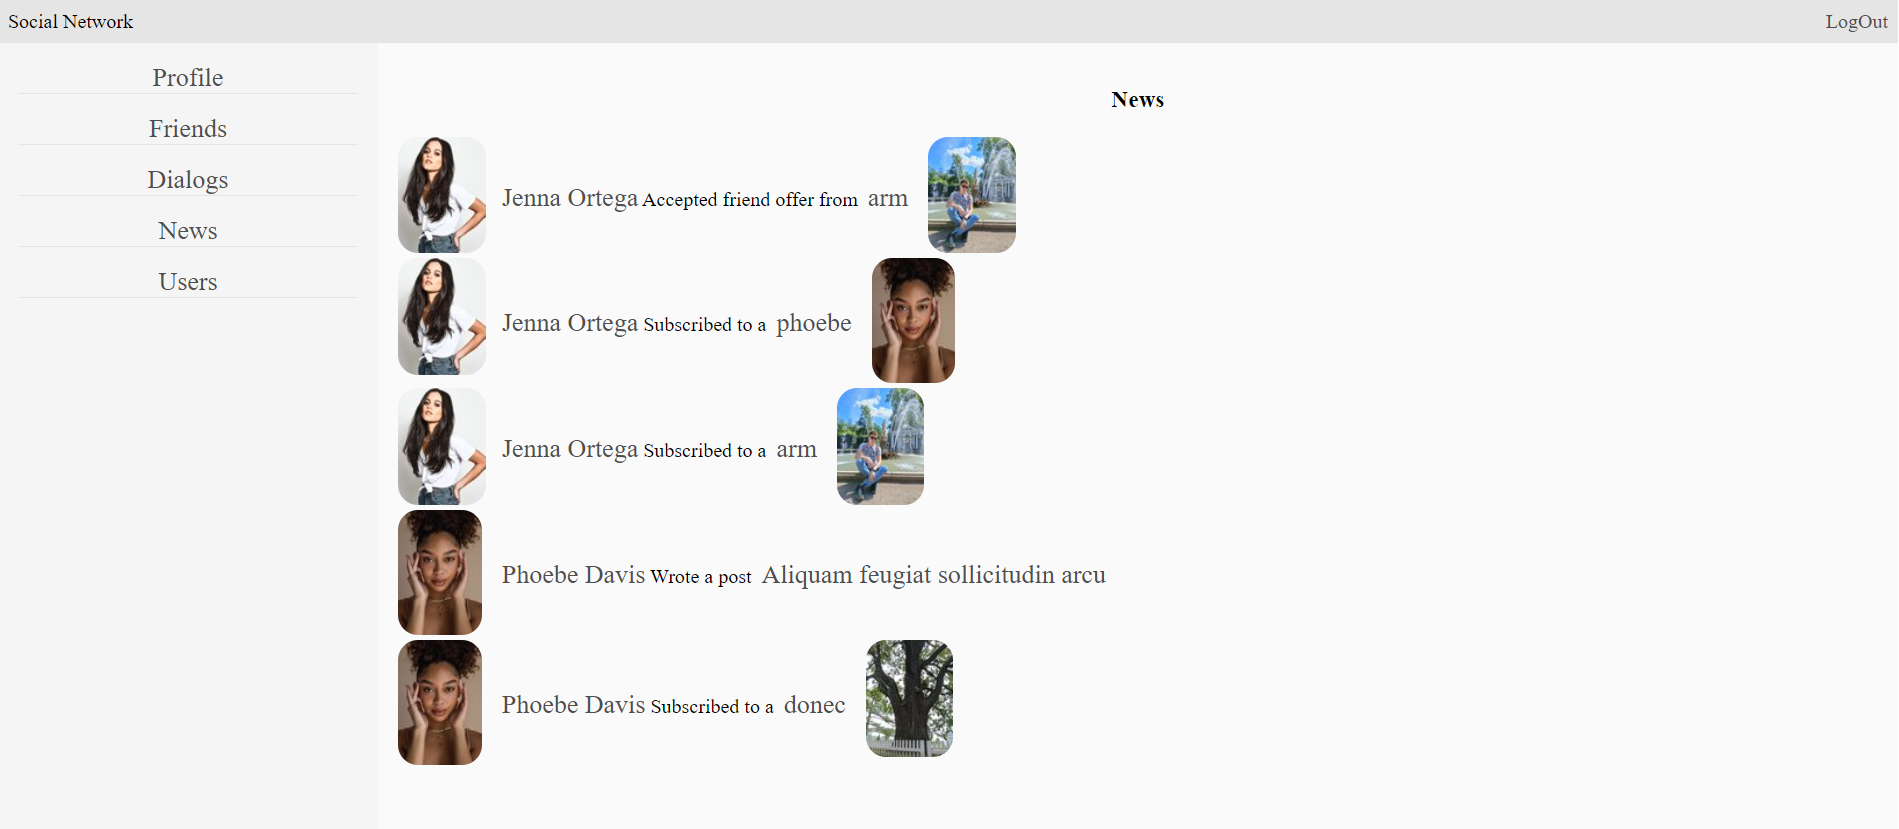 Social Network
LogOut
Profile
Friends
Dialogs
News
Users
News
Jenna Ortega Accepted friend offer from arm
Jenna Ortega Subscribed to a phoebe
Jenna Ortega Subscribed to a arm
Phoebe Davis Wrote a post Aliquam feugiat sollicitudin arcu
Phoebe Davis Subscribed to a donec